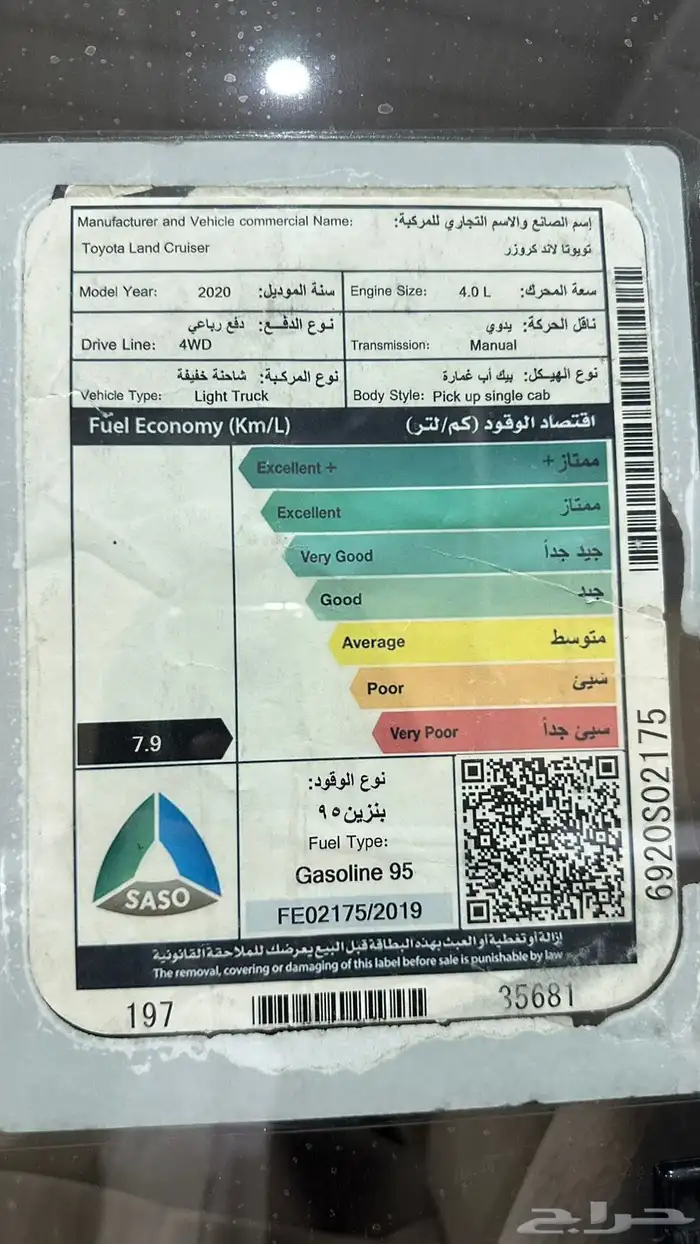 Manufacturer and Vehicle commercial Name: إسم الصانع والاسم التجاري للمركبة:
Toyota Land Cruiser تويوتا لاند كروزر
Model Year: 2020 سنة الموديل: Engine Size: 4.0 L سعة المحرك:
نوع الدفع: دفع رباعي ناقل الحركة: يدوي
Drive Line: 4WD Transmission: Manual
نوع المركبة: شاحنة خفيفة نوع الهيكل: بيك أب غمارة
Vehicle Type: Light Truck Body Style: Pick up single cab
Fuel Economy (Km/L) اقتصاد الوقود (كم/لتر)
Excellent + ممتاز +
Excellent ممتاز
Very Good جيد جداً
Good جيد
Average متوسط
Poor سيئ
Very Poor سيئ جداً
7.9
نوع الوقود:
بنزين ٩٥
Fuel Type:
Gasoline 95
FE02175/2019
SASO
6920S02175
إزالة أو تغطية أو العبث بهذه البطاقة قبل البيع يعرضك للملاحقة القانونية
The removal, covering or damaging of this label before sale is punishable by law
197 35681
حراج